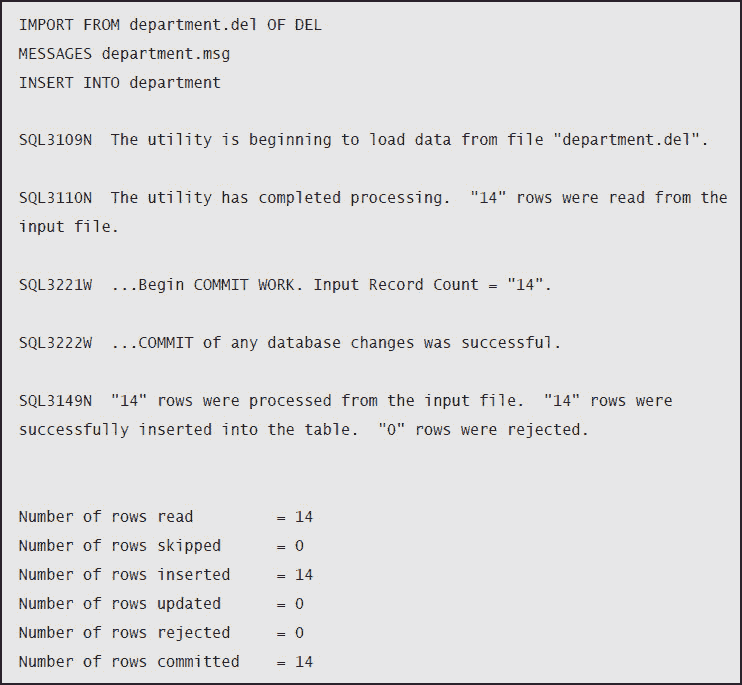 IMPORT FROM department.del OF DEL
MESSAGES department.msg
INSERT INTO department
SQL3109N  The utility is beginning to load data from file "department.del".
SQL3110N  The utility has completed processing.  "14" rows were read from the
input file.
SQL3221W  ...Begin COMMIT WORK. Input Record Count = "14".
SQL3222W  ...COMMIT of any database changes was successful.
SQL3149N  "14" rows were processed from the input file.  "14" rows were
successfully inserted into the table.  "0" rows were rejected.
Number of rows read         = 14
Number of rows skipped      = 0
Number of rows inserted     = 14
Number of rows updated      = 0
Number of rows rejected     = 0
Number of rows committed    = 14